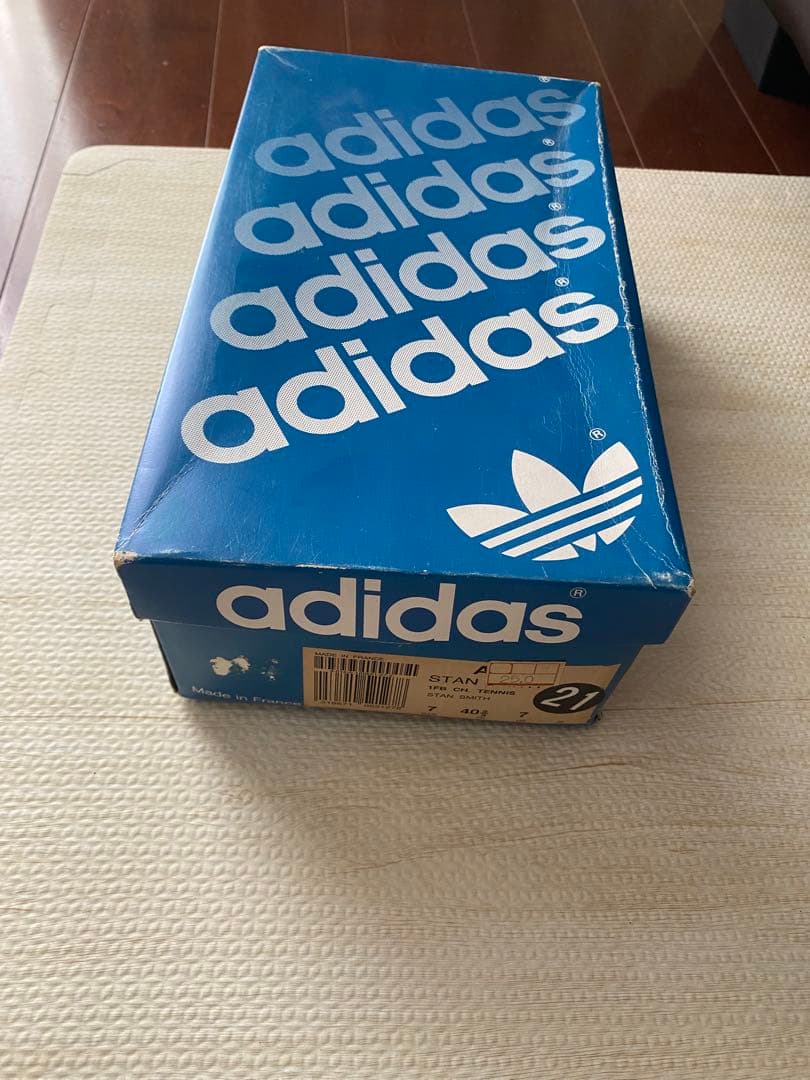 adidas®
adidas®
adidas®
adidas®
®
adidas®
Made in France
MADE IN FRANCE
STAN
25.0
1FB CH. TENNIS
STAN SMITH
7 40⅔ 7
21